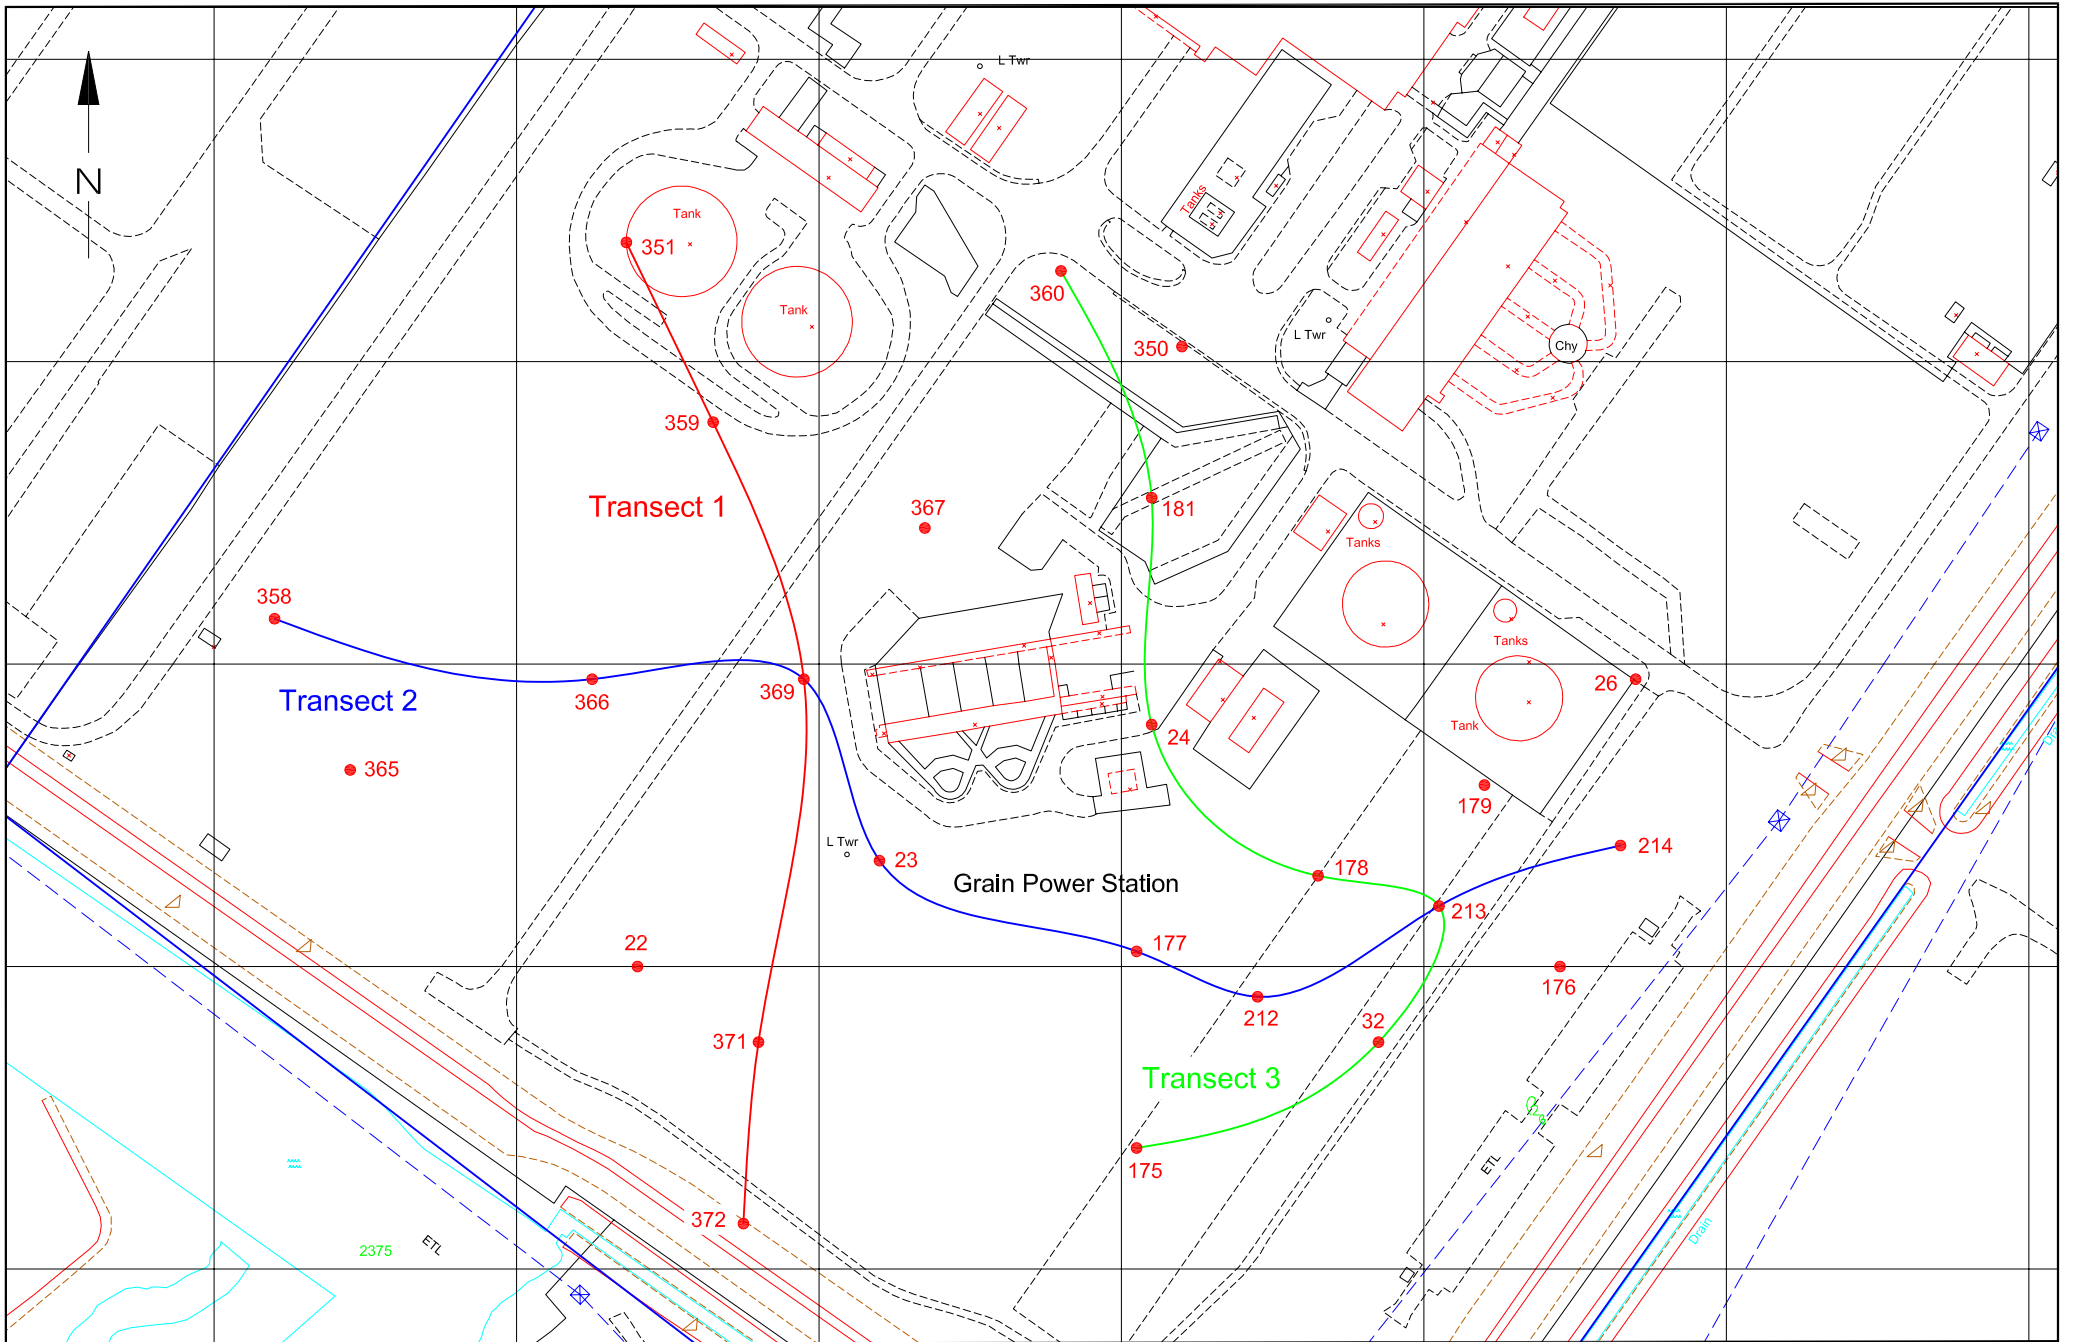 L Twr
N
Tanks
Tank
351
360
Tank
L Twr
350
Chy
359
Transect 1
367
181
Tanks
358
Tanks
26
369
366
Transect 2
24
Tank
365
179
L Twr
214
23
178
Grain Power Station
213
22
177
176
212
32
371
Transect 3
175
ETL
372
Drain
ETL
2375